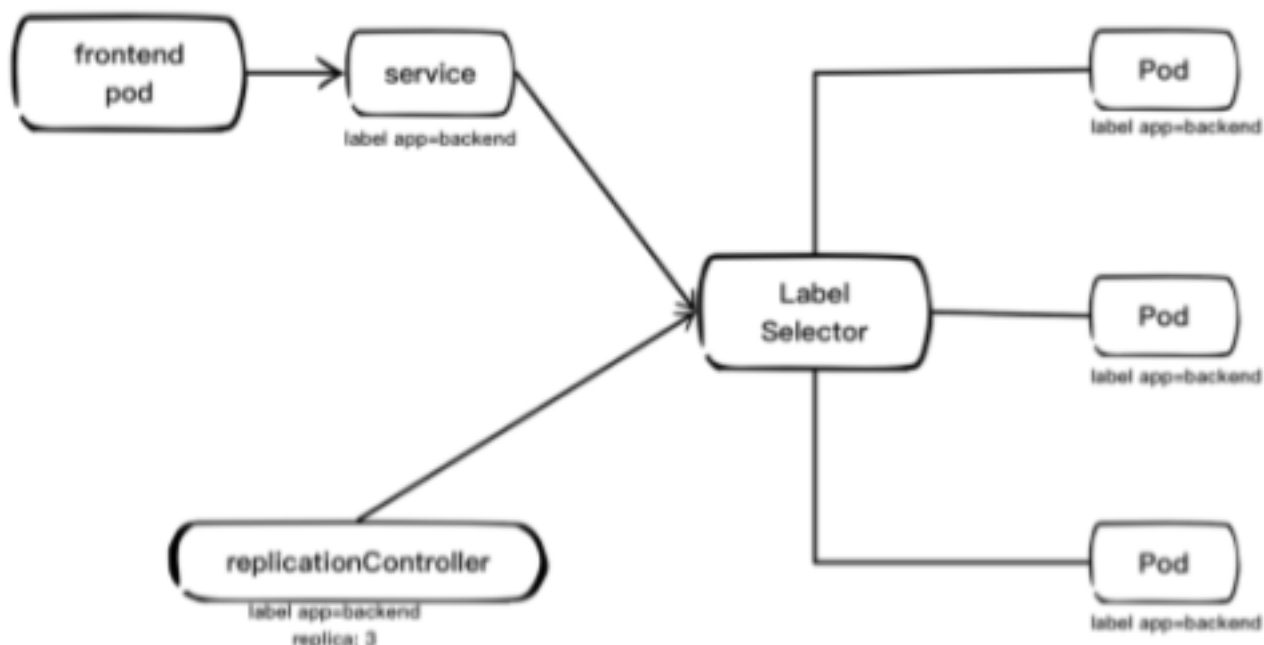 frontend
pod
service
label app=backend
Pod
label app=backend
Label
Selector
Pod
label app=backend
replicationController
label app=backend
replica: 3
Pod
label app=backend